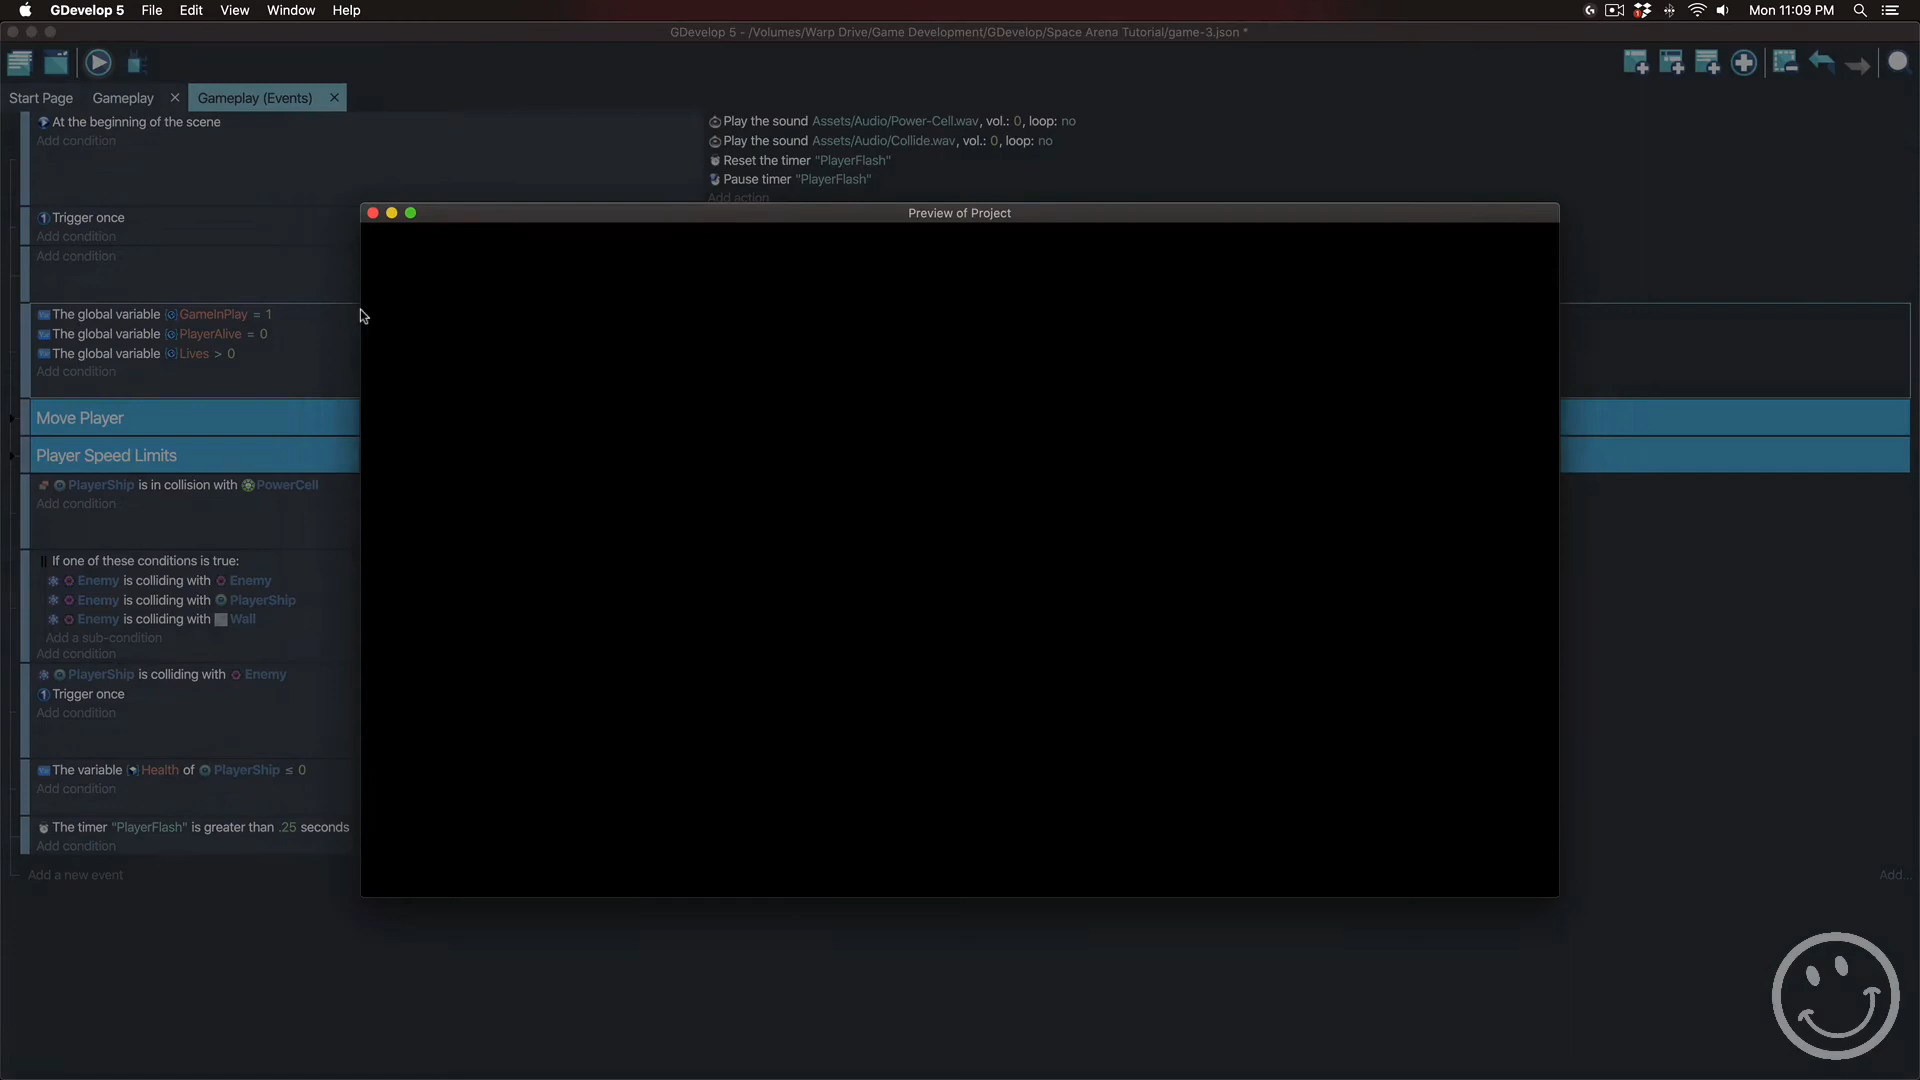 GDevelop 5 File Edit View Window Help Mon 11:09 PM
GDevelop 5 - /Volumes/Warp Drive/Game Development/GDevelop/Space Arena Tutorial/game-3.json *
Start Page Gameplay Gameplay (Events)
At the beginning of the scene
Add condition
Play the sound Assets/Audio/Power-Cell.wav, vol.: 0, loop: no
Play the sound Assets/Audio/Collide.wav, vol.: 0, loop: no
Reset the timer "PlayerFlash"
Pause timer "PlayerFlash"
Add action
Preview of Project
Trigger once
Add condition
Add condition
The global variable GameInPlay = 1
The global variable PlayerAlive = 0
The global variable Lives > 0
Add condition
Move Player
Player Speed Limits
PlayerShip is in collision with PowerCell
Add condition
If one of these conditions is true:
Enemy is colliding with Enemy
Enemy is colliding with PlayerShip
Enemy is colliding with Wall
Add a sub-condition
Add condition
PlayerShip is colliding with Enemy
Trigger once
Add condition
The variable Health of PlayerShip ≤ 0
Add condition
The timer "PlayerFlash" is greater than .25 seconds
Add condition
Add a new event Add...